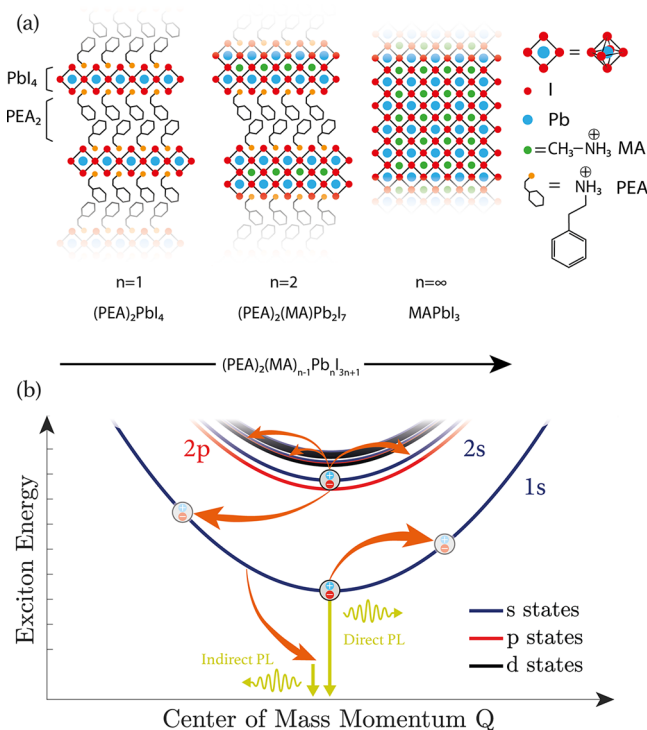 (a)
PbI₄
PEA₂
=
I
Pb
=CH₃–NH₃ MA
⊕
= NH₃ PEA
⊕
n=1
n=2
n=∞
(PEA)₂PbI₄
(PEA)₂(MA)Pb₂I₇
MAPbI₃
(PEA)₂(MA)ₙ₋₁PbₙI₃ₙ₊₁
(b)
2p
2s
1s
Exciton Energy
Direct PL
Indirect PL
s states
p states
d states
Center of Mass Momentum Q